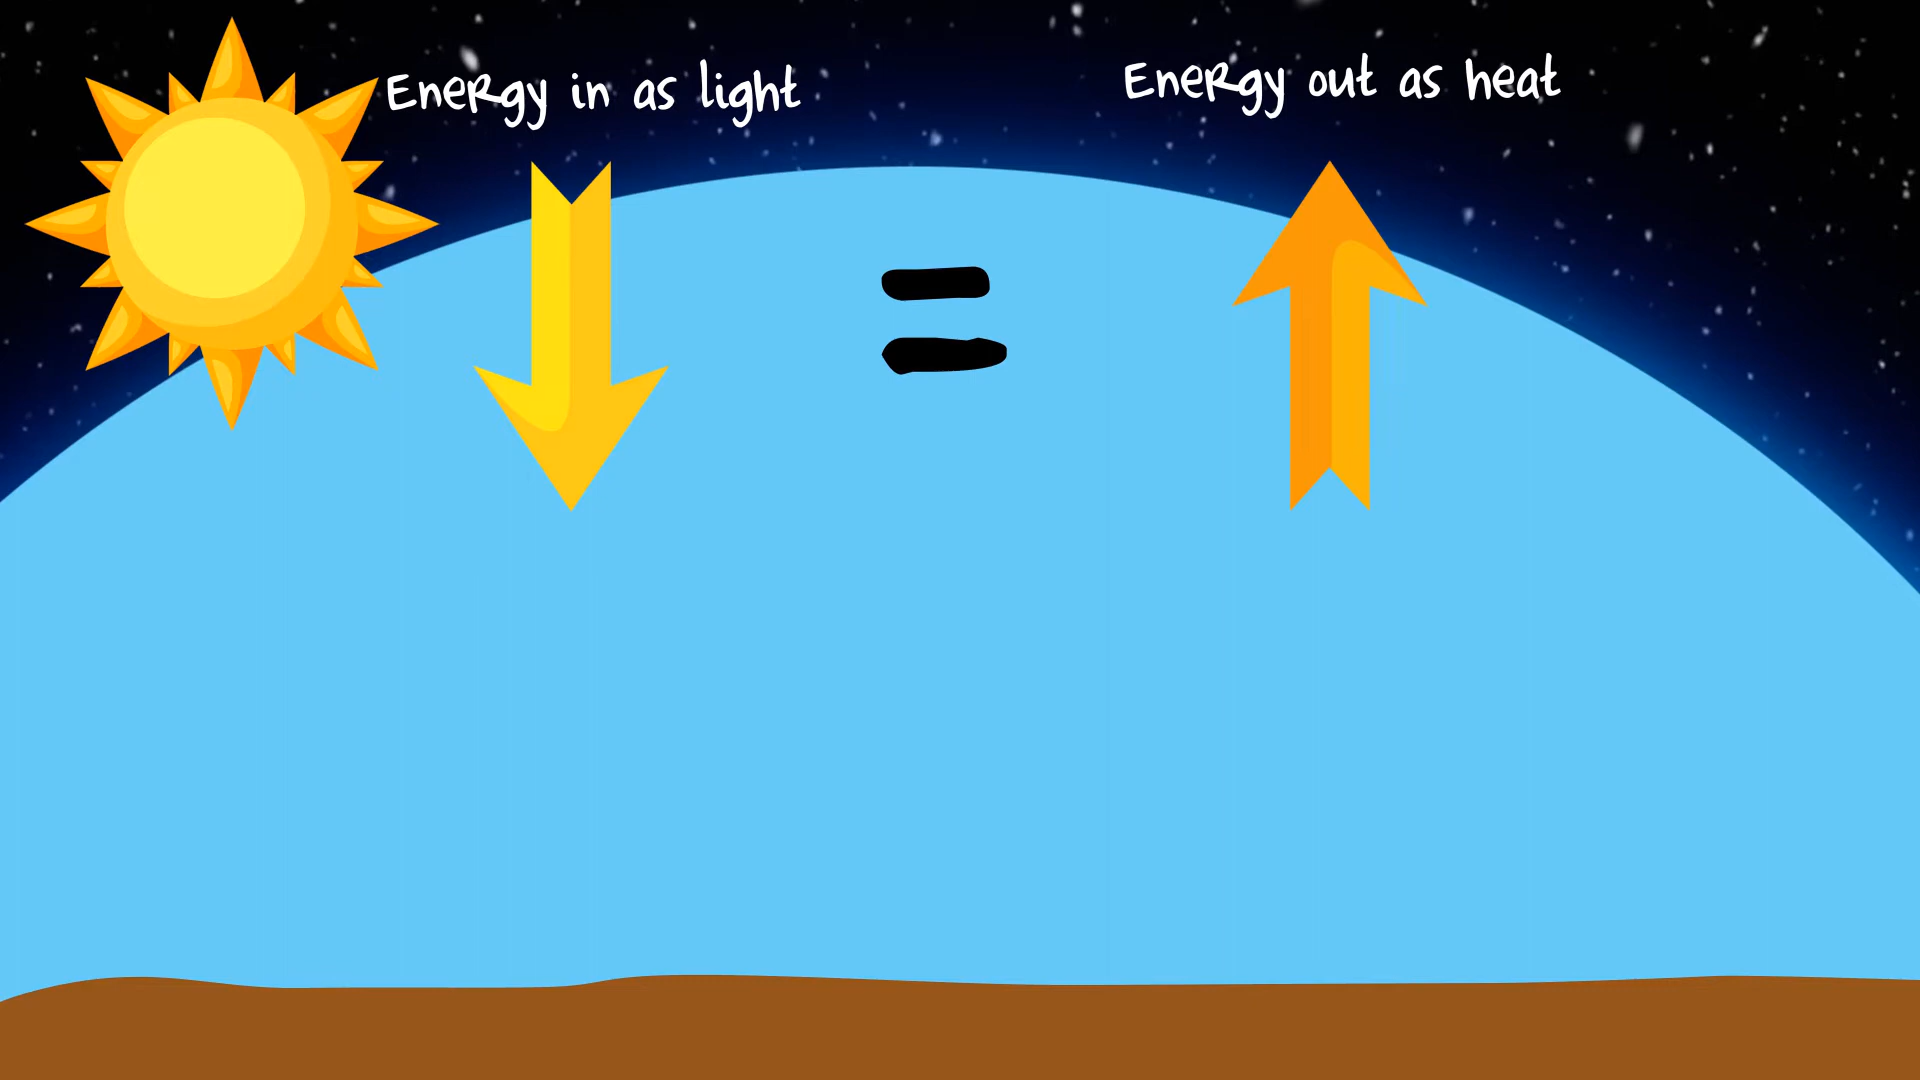 Energy in as light
Energy out as heat
=